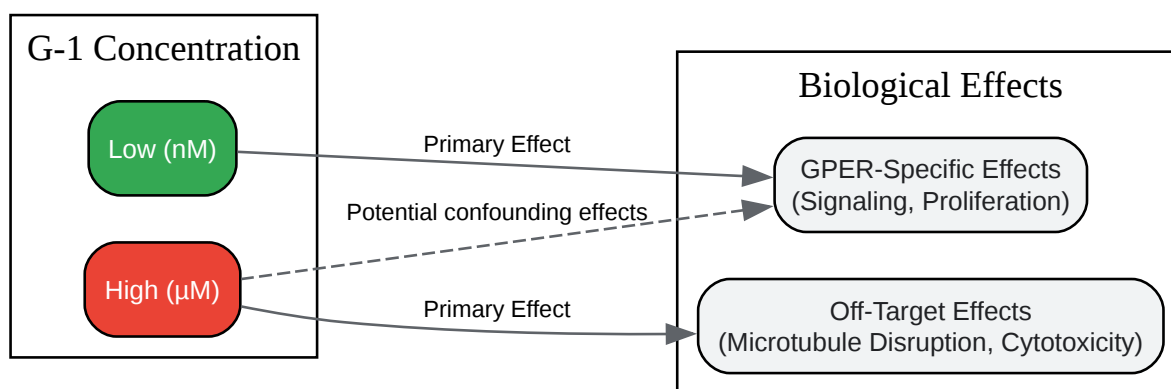 G-1 Concentration
Low (nM)
High (µM)
Primary Effect
Potential confounding effects
Primary Effect
Biological Effects
GPER-Specific Effects
(Signaling, Proliferation)
Off-Target Effects
(Microtubule Disruption, Cytotoxicity)